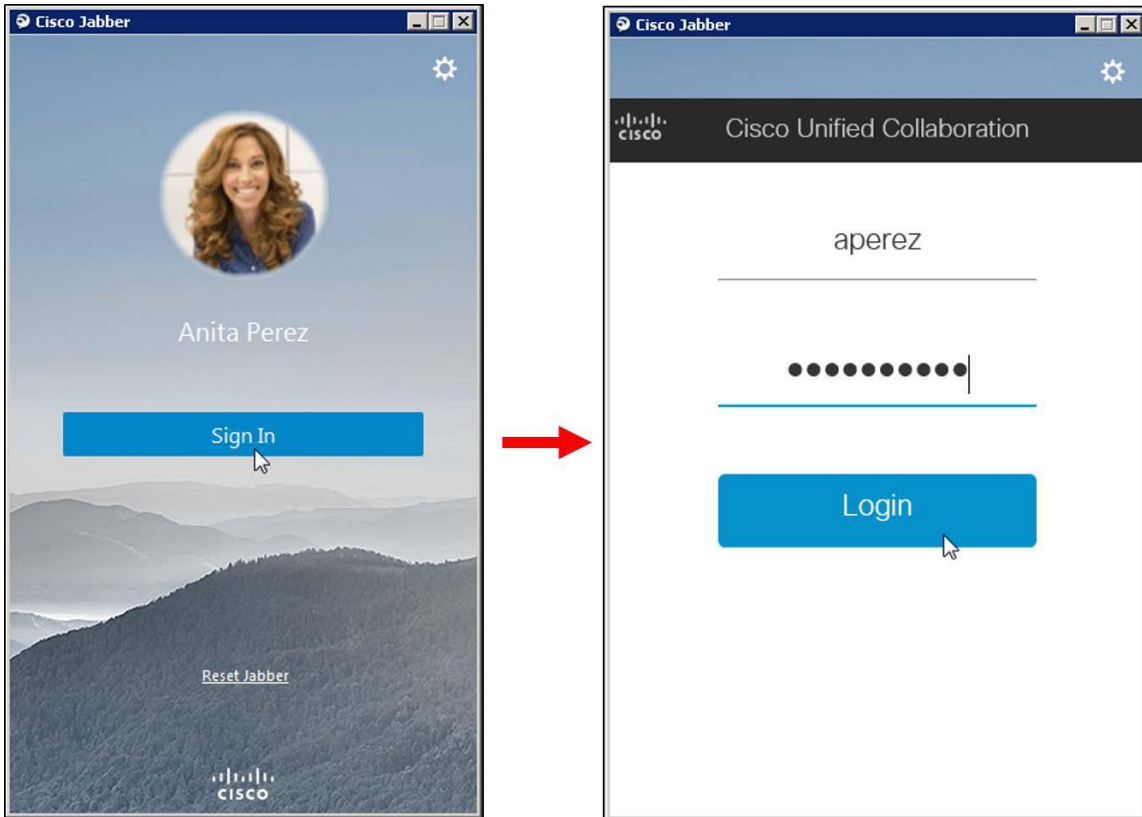 Cisco Jabber
Anita Perez
Sign In
Reset Jabber
CISCO
Cisco Jabber
CISCO
Cisco Unified Collaboration
aperez
●●●●●●●●●●
Login